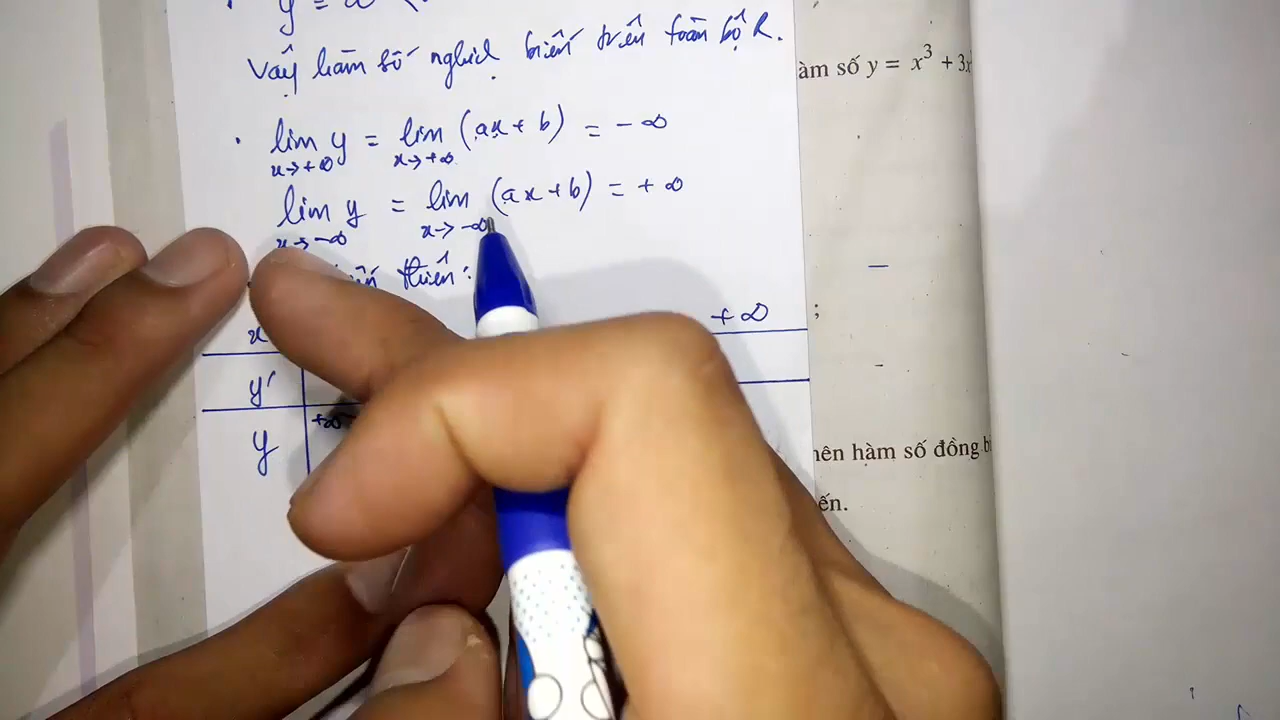 y =
Vậy hàm số nghịch biến trên toàn bộ R.
lim y = lim (ax + b) = -∞
x→+∞ x→+∞
lim y = lim (ax + b) = +∞
x→-∞ x→-∞
thiên:
x +∞
y'
+∞
y
àm số y = x³ + 3x
;
nên hàm số đồng b
ến.